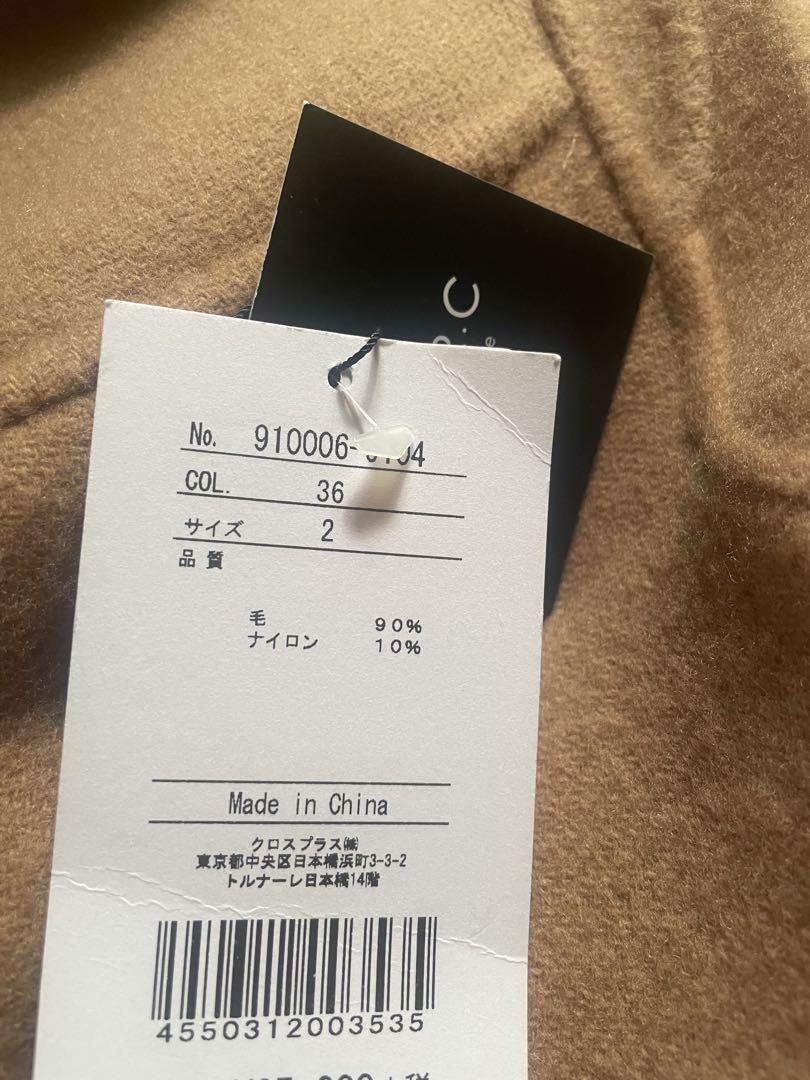 No. 910006-
COL. 36
サイズ 2
品質
毛 90%
ナイロン 10%
Made in China
クロスプラス㈱
東京都中央区日本橋浜町3-3-2
トルナーレ日本橋14階
4550312003535